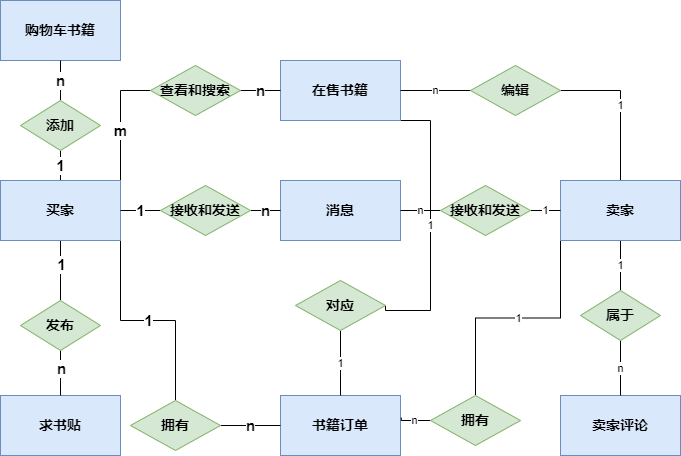 购物车书籍
n
添加
1
查看和搜索
n
在售书籍
n
编辑
1
m
买家
1
接收和发送
n
消息
n
接收和发送
1
卖家
1
1
1
发布
n
求书贴
1
拥有
n
对应
1
书籍订单
n
拥有
1
属于
n
卖家评论